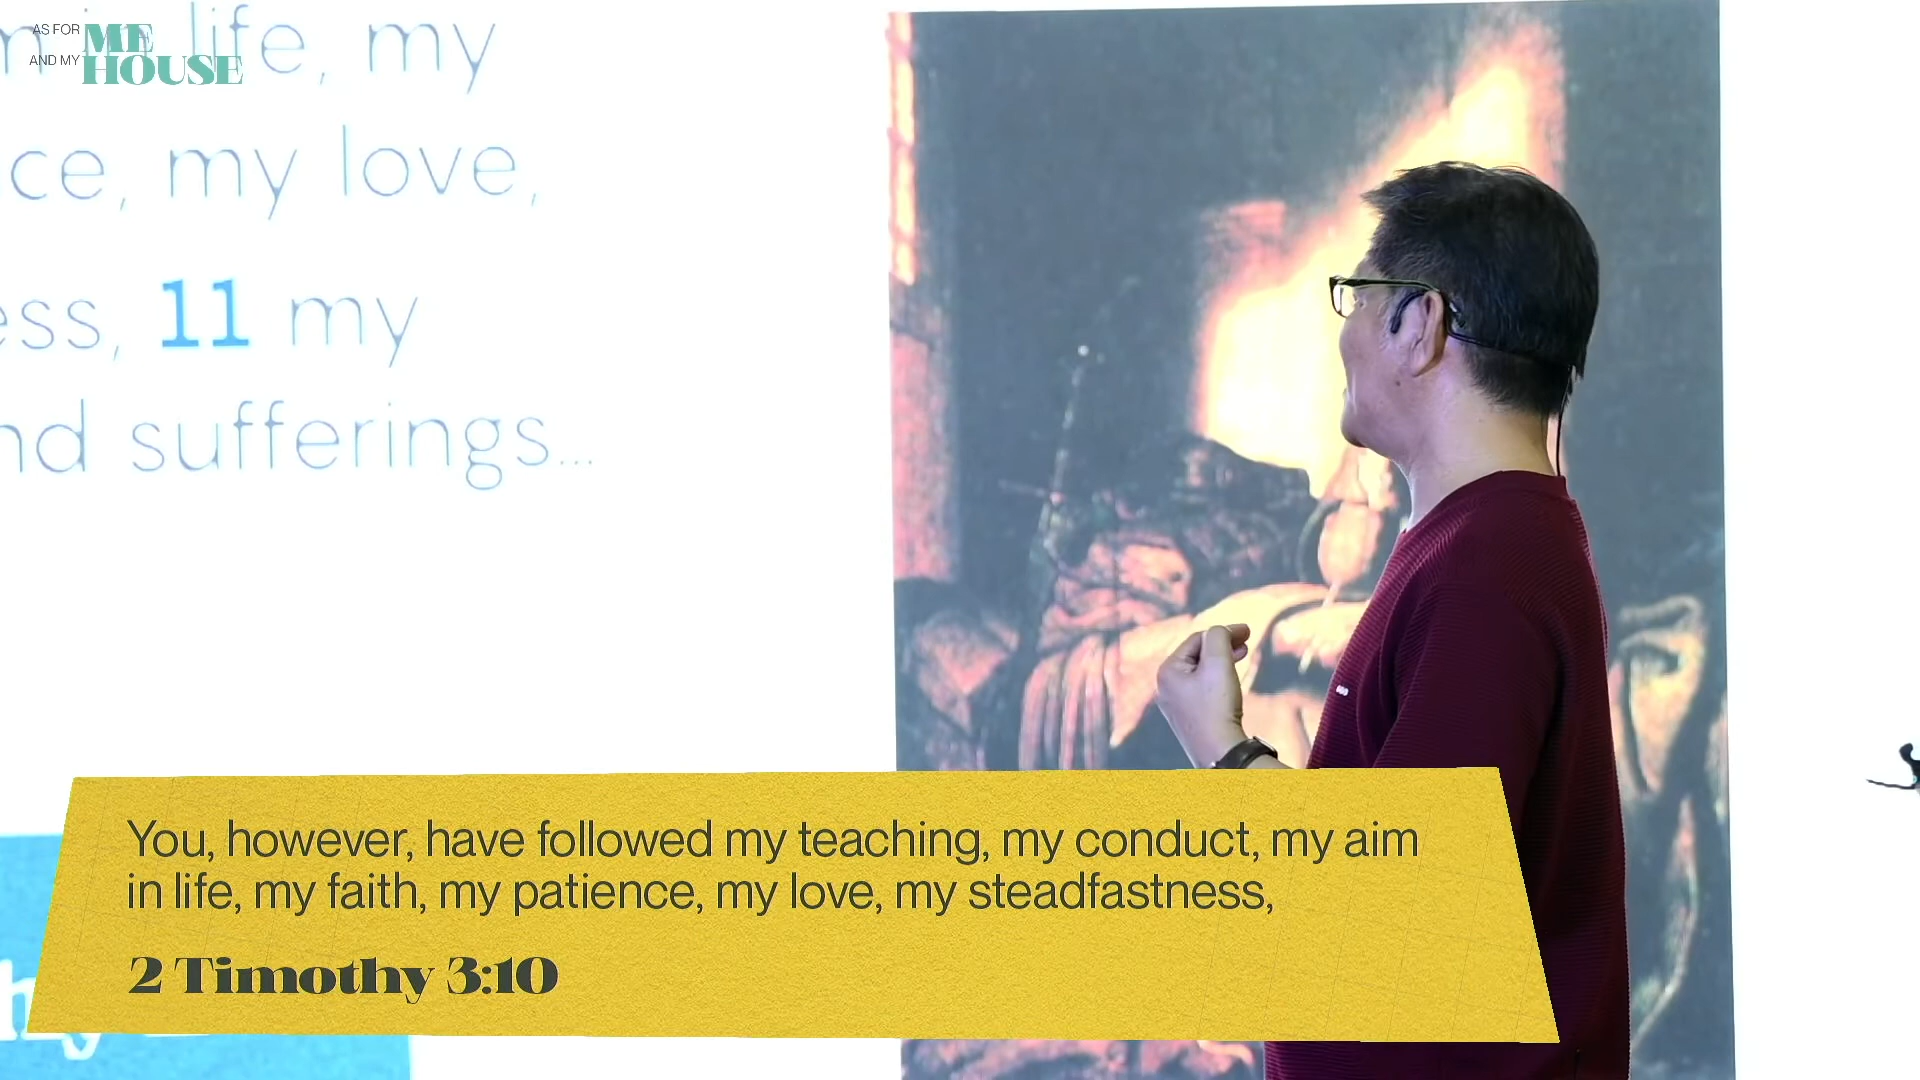 AS FOR ME
AND MY HOUSE
in life, my
ce, my love,
ess, 11 my
nd sufferings...
You, however, have followed my teaching, my conduct, my aim
in life, my faith, my patience, my love, my steadfastness,
2 Timothy 3:10